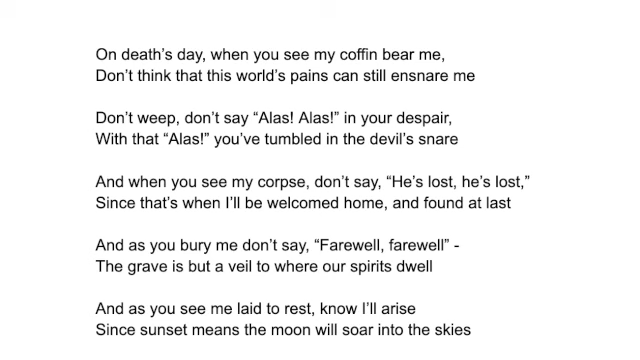 On death’s day, when you see my coffin bear me,
Don’t think that this world’s pains can still ensnare me
Don’t weep, don’t say “Alas! Alas!” in your despair,
With that “Alas!” you’ve tumbled in the devil’s snare
And when you see my corpse, don’t say, “He’s lost, he’s lost,”
Since that’s when I’ll be welcomed home, and found at last
And as you bury me don’t say, “Farewell, farewell” -
The grave is but a veil to where our spirits dwell
And as you see me laid to rest, know I’ll arise
Since sunset means the moon will soar into the skies